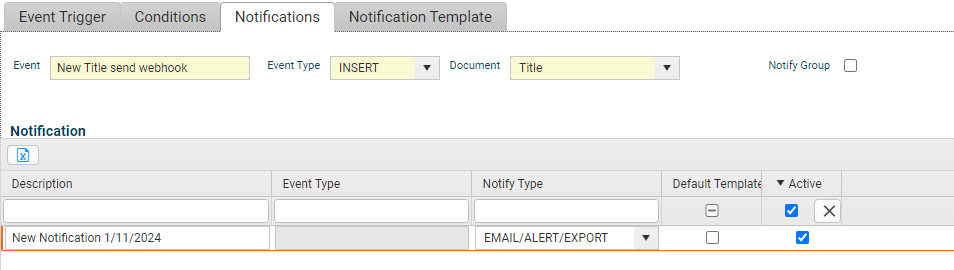 Event Trigger Conditions Notifications Notification Template
Event New Title send webhook Event Type INSERT Document Title Notify Group
Notification
Description Event Type Notify Type Default Template Active
New Notification 1/11/2024 EMAIL/ALERT/EXPORT